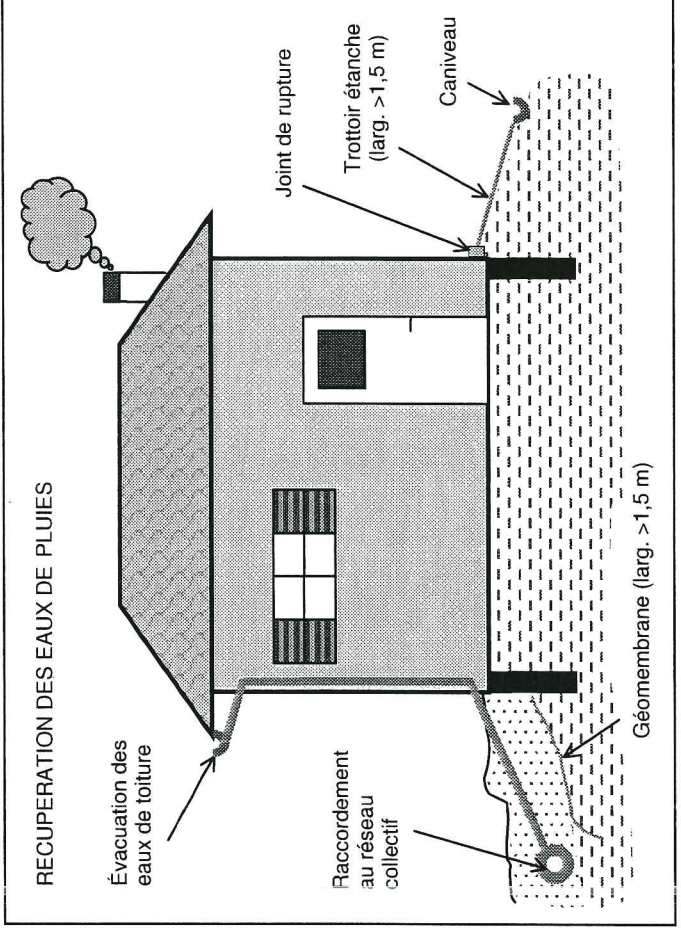 RECUPERATION DES EAUX DE PLUIES
Évacuation des
eaux de toiture
Raccordement
au réseau
collectif
Joint de rupture
Trottoir étanche
(larg. >1,5 m)
Caniveau
Géomembrane (larg. >1,5 m)